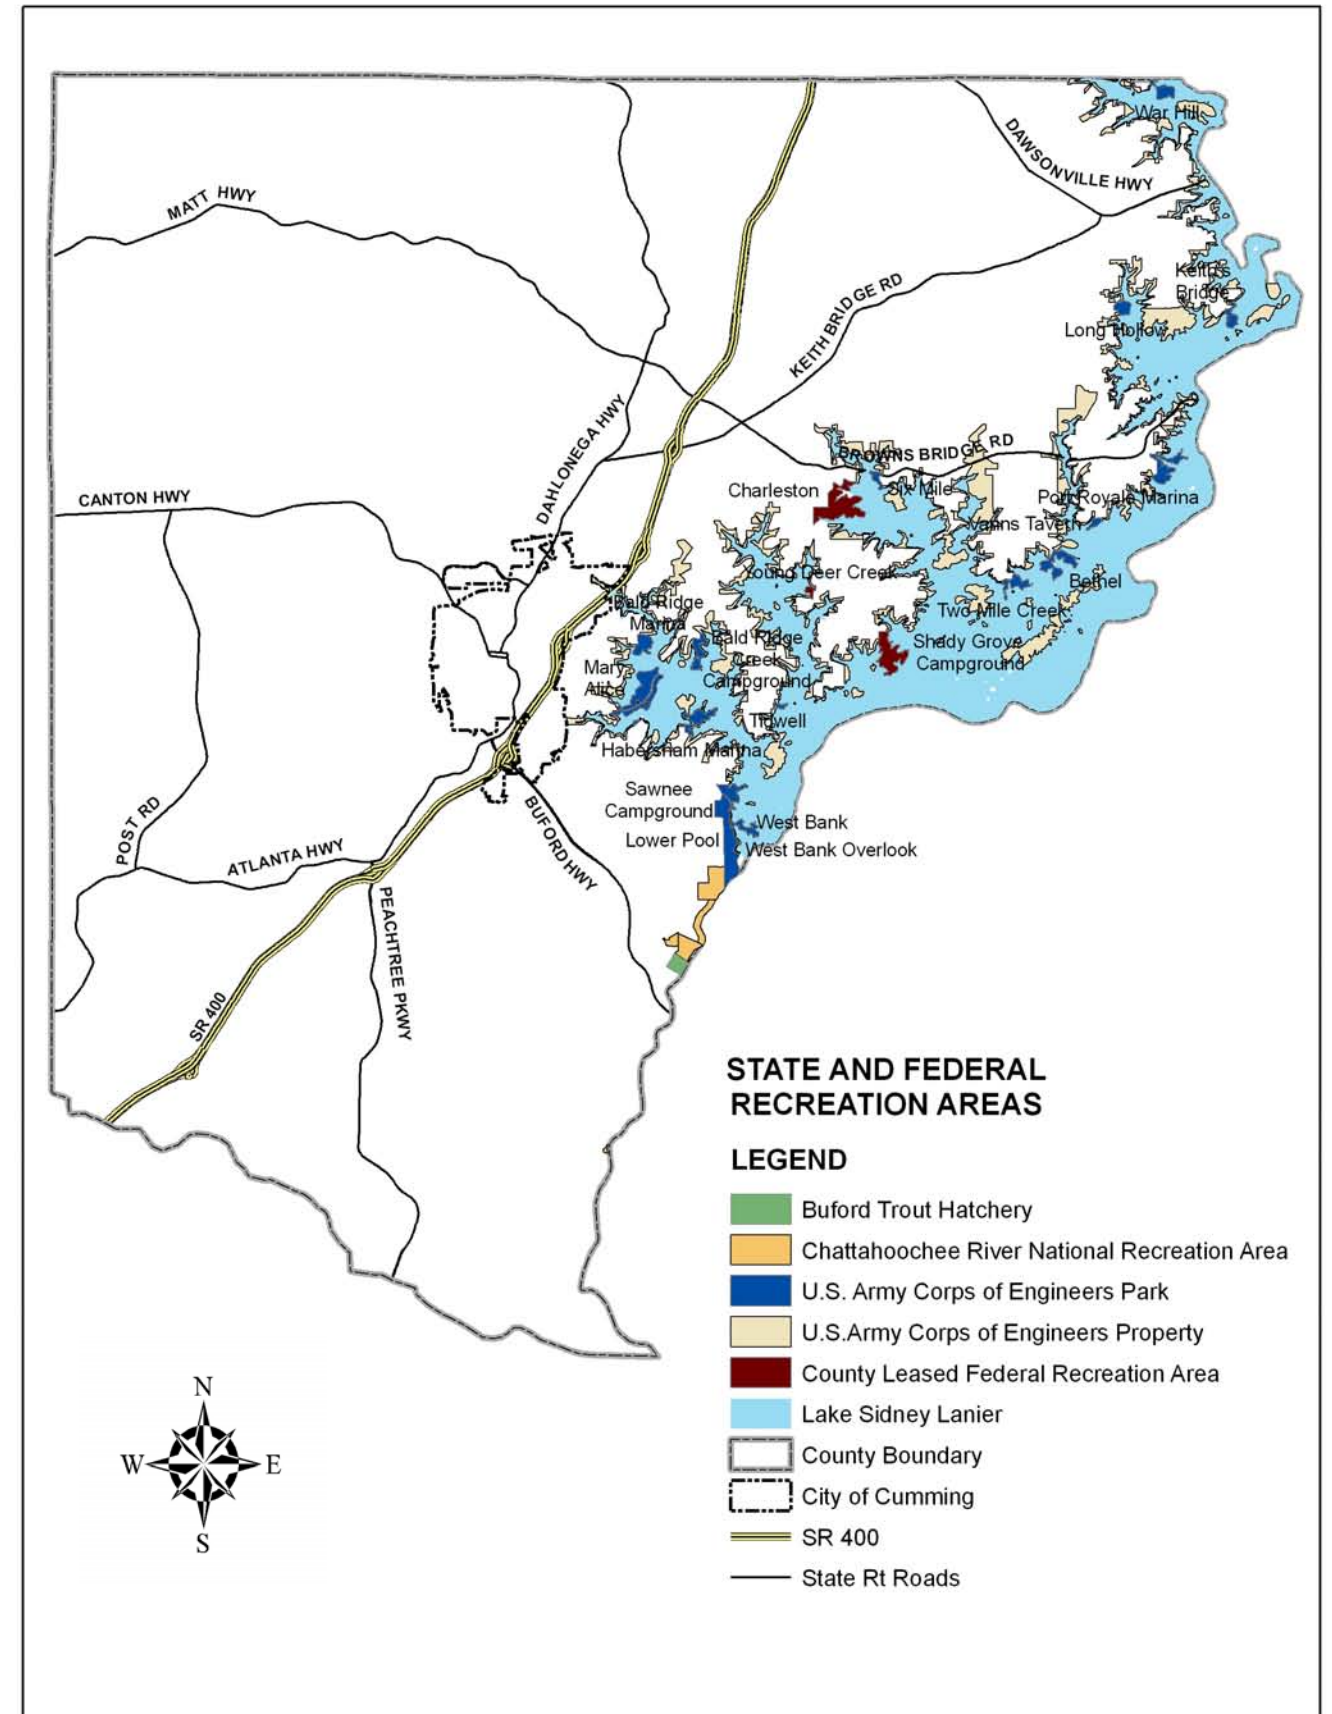 War Hill
DAWSONVILLE HWY
MATT HWY
Keith's
Bridge
KEITH BRIDGE RD
Long Hollow
DAHLONEGA HWY
BROWNS BRIDGE RD
CANTON HWY
Charleston
Six Mile
Port Royale Marina
Vanns Tavern
Young Deer Creek
Bethel
Bald Ridge
Marina
Two Mile Creek
Bald Ridge
Creek
Campground
Shady Grove
Campground
Mary
Alice
Tidwell
Habersham Marina
Sawnee
Campground
POST RD
BUFORD HWY
West Bank
Lower Pool
West Bank Overlook
ATLANTA HWY
PEACHTREE PKWY
SR 400
STATE AND FEDERAL
RECREATION AREAS
LEGEND
Buford Trout Hatchery
Chattahoochee River National Recreation Area
U.S. Army Corps of Engineers Park
U.S.Army Corps of Engineers Property
County Leased Federal Recreation Area
Lake Sidney Lanier
County Boundary
City of Cumming
SR 400
State Rt Roads
N
W E
S